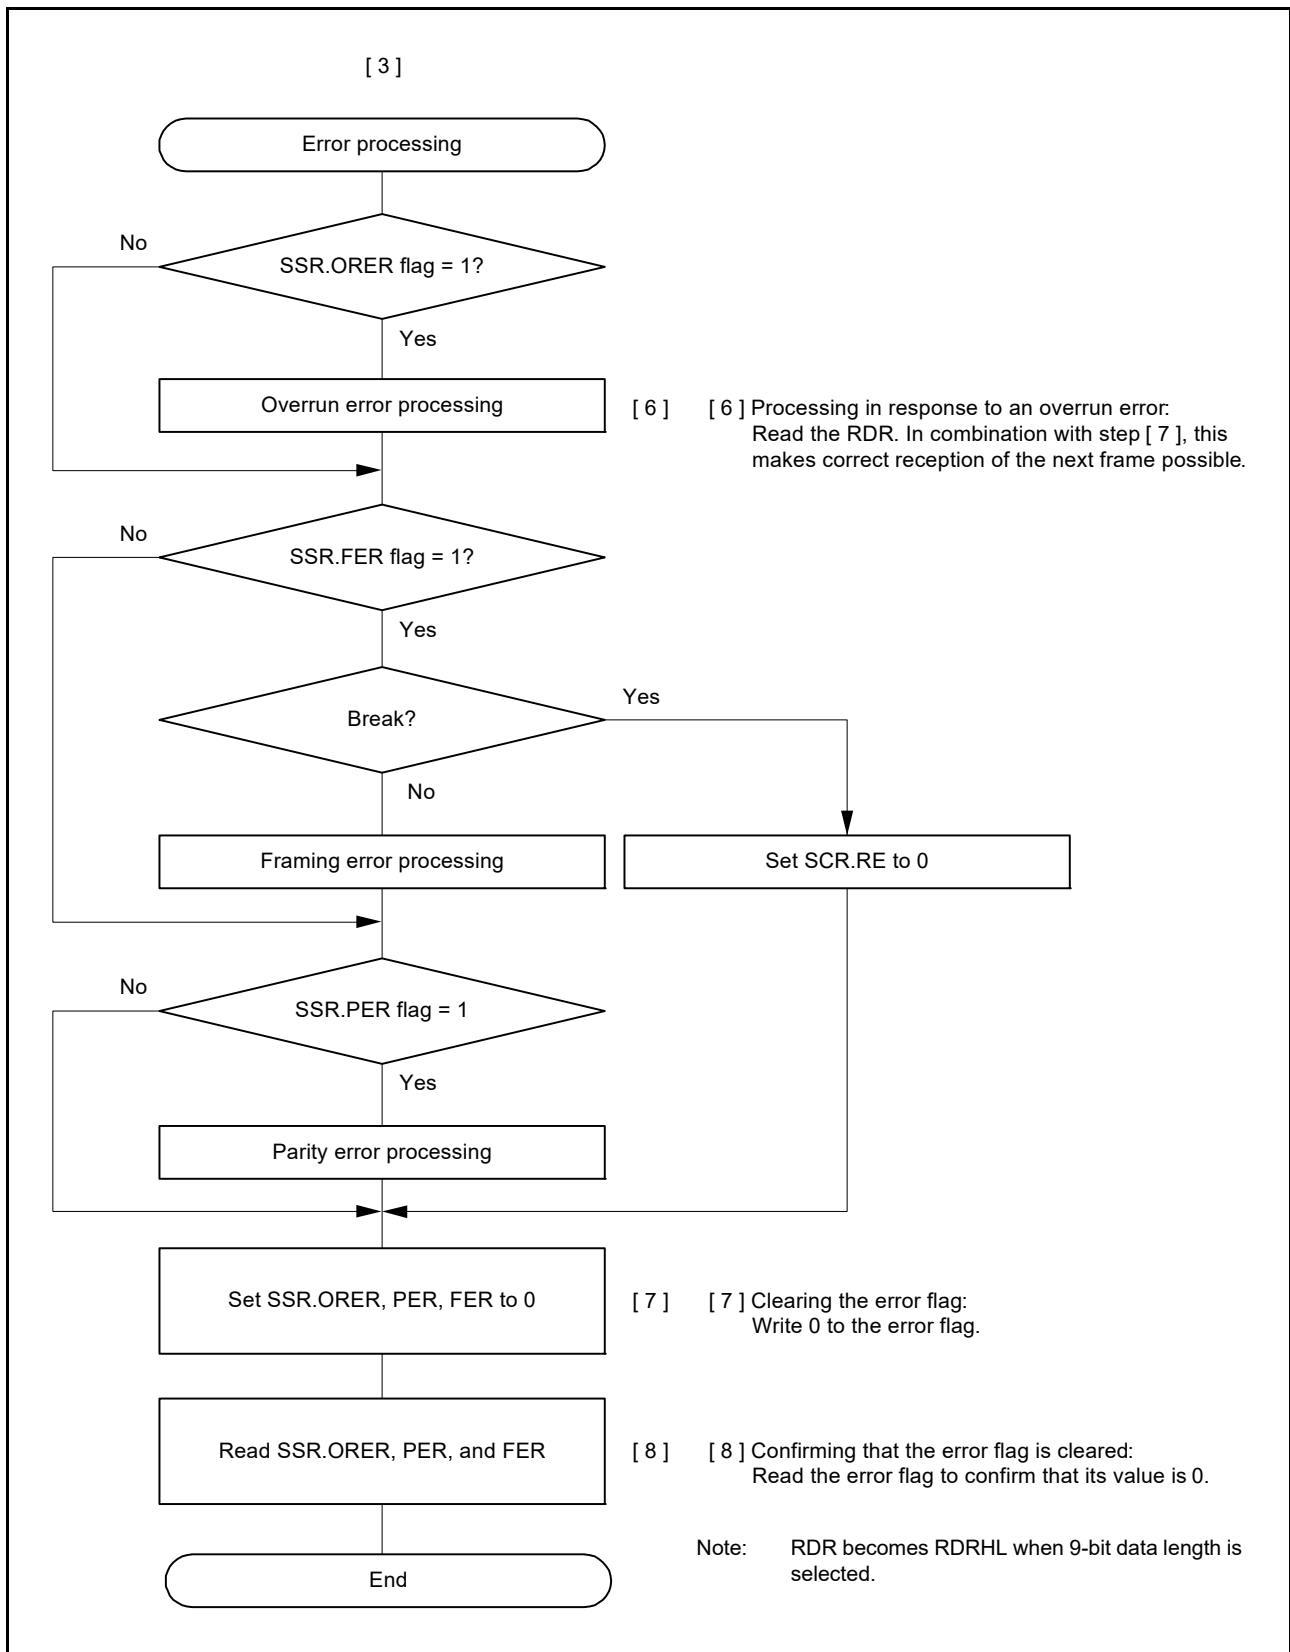 [ 3 ]
Error processing
No
SSR.ORER flag = 1?
Yes
Overrun error processing
[ 6 ]
[ 6 ] Processing in response to an overrun error:
Read the RDR. In combination with step [ 7 ], this
makes correct reception of the next frame possible.
No
SSR.FER flag = 1?
Yes
Break?
Yes
No
Framing error processing
Set SCR.RE to 0
No
SSR.PER flag = 1
Yes
Parity error processing
Set SSR.ORER, PER, FER to 0
[ 7 ]
[ 7 ] Clearing the error flag:
Write 0 to the error flag.
Read SSR.ORER, PER, and FER
[ 8 ]
[ 8 ] Confirming that the error flag is cleared:
Read the error flag to confirm that its value is 0.
Note: RDR becomes RDRHL when 9-bit data length is
selected.
End